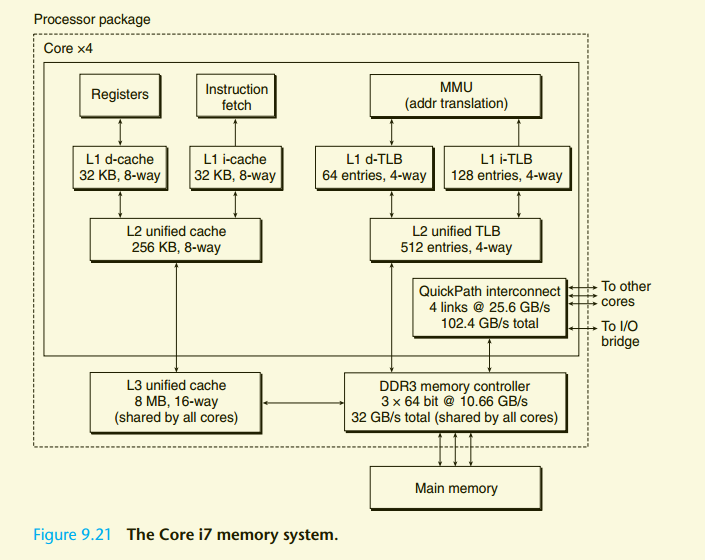 Processor package
Core ×4
Registers
Instruction
fetch
MMU
(addr translation)
L1 d-cache
32 KB, 8-way
L1 i-cache
32 KB, 8-way
L1 d-TLB
64 entries, 4-way
L1 i-TLB
128 entries, 4-way
L2 unified cache
256 KB, 8-way
L2 unified TLB
512 entries, 4-way
QuickPath interconnect
4 links @ 25.6 GB/s
102.4 GB/s total
To other
cores
To I/O
bridge
L3 unified cache
8 MB, 16-way
(shared by all cores)
DDR3 memory controller
3 × 64 bit @ 10.66 GB/s
32 GB/s total (shared by all cores)
Main memory
Figure 9.21 The Core i7 memory system.